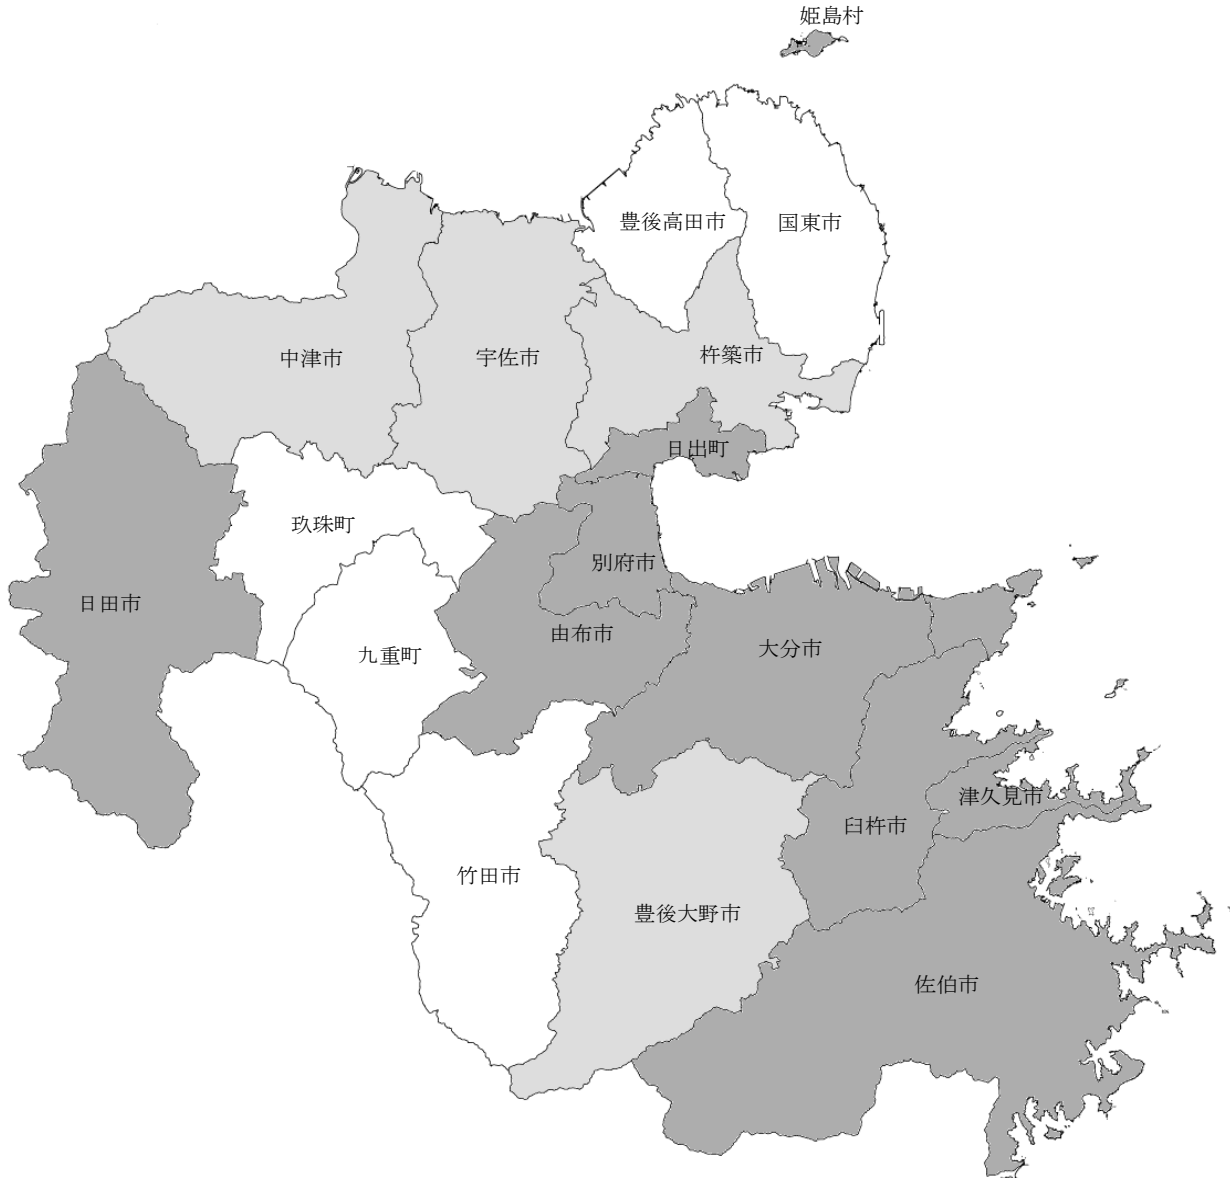 姫島村
豊後高田市
国東市
中津市
宇佐市
杵築市
日出町
玖珠町
別府市
日田市
由布市
大分市
九重町
津久見市
臼杵市
竹田市
豊後大野市
佐伯市